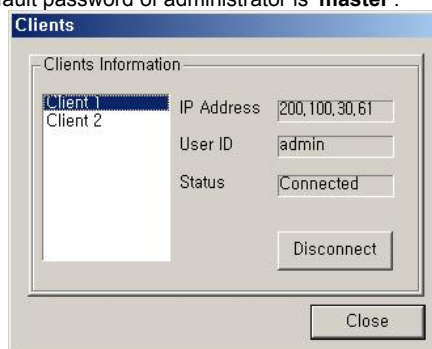 ault password of administrator is 'master'.
Clients
Clients Information
Client 1
Client 2
IP Address 200,100,30,61
User ID admin
Status Connected
Disconnect
Close